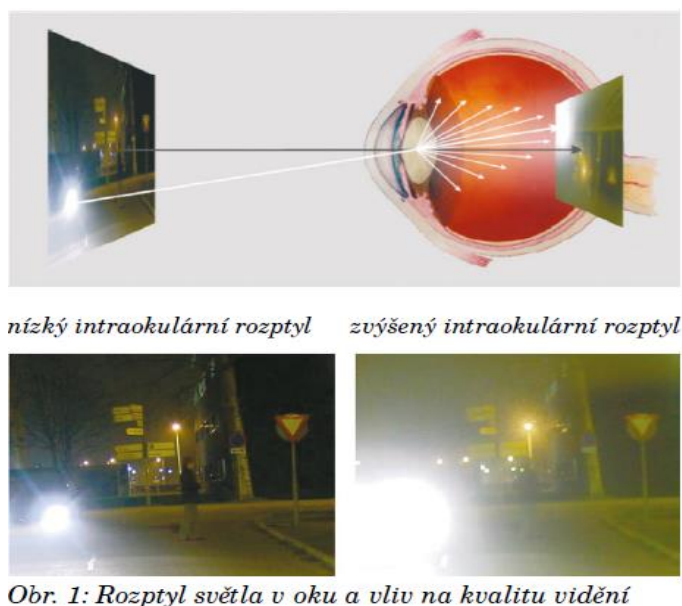 nízký intraokulární rozptyl
zvýšený intraokulární rozptyl
Obr. 1: Rozptyl světla v oku a vliv na kvalitu vidění